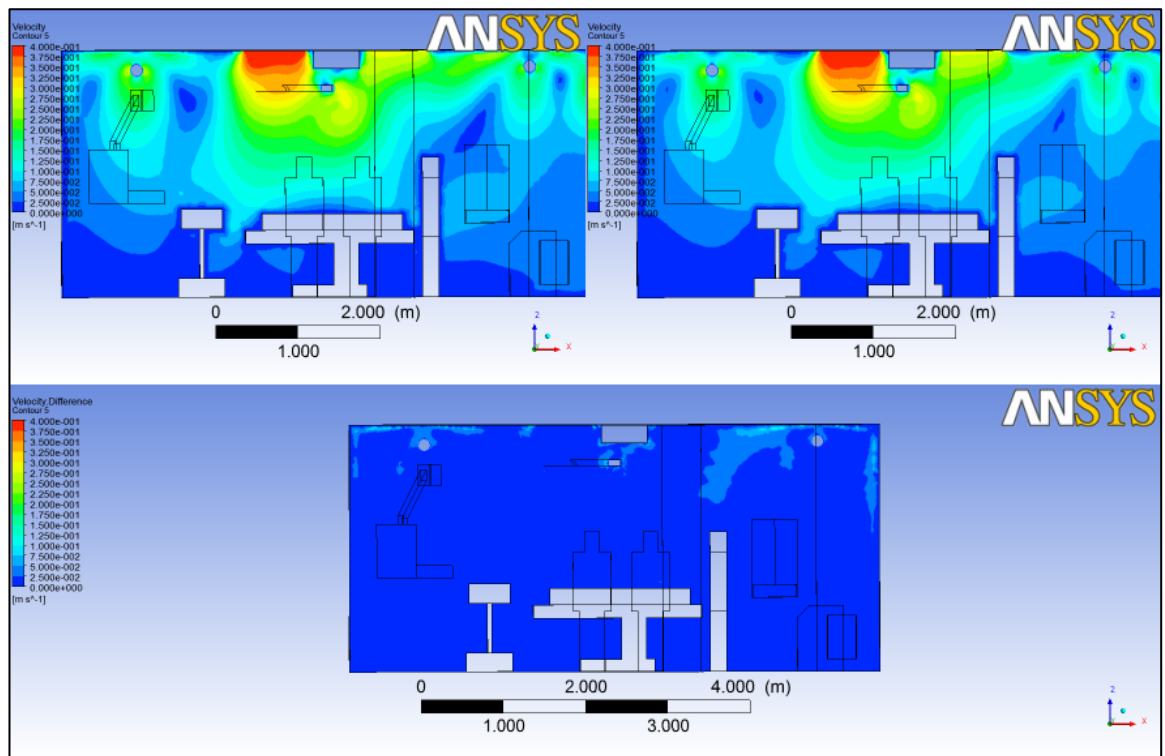 ANSYS
Velocity
Contour 5
4.000e-001
3.750e-001
3.500e-001
3.250e-001
3.000e-001
2.750e-001
2.500e-001
2.250e-001
2.000e-001
1.750e-001
1.500e-001
1.250e-001
1.000e-001
7.500e-002
5.000e-002
2.500e-002
0.000e+000
[m s^-1]
0 2.000 (m)
1.000
Z
Y
X
ANSYS
Velocity
Contour 5
4.000e-001
3.750e-001
3.500e-001
3.250e-001
3.000e-001
2.750e-001
2.500e-001
2.250e-001
2.000e-001
1.750e-001
1.500e-001
1.250e-001
1.000e-001
7.500e-002
5.000e-002
2.500e-002
0.000e+000
[m s^-1]
0 2.000 (m)
1.000
Z
Y
X
ANSYS
Velocity.Difference
Contour 5
4.000e-001
3.750e-001
3.500e-001
3.250e-001
3.000e-001
2.750e-001
2.500e-001
2.250e-001
2.000e-001
1.750e-001
1.500e-001
1.250e-001
1.000e-001
7.500e-002
5.000e-002
2.500e-002
0.000e+000
[m s^-1]
0 2.000 4.000 (m)
1.000 3.000
Z
Y
X